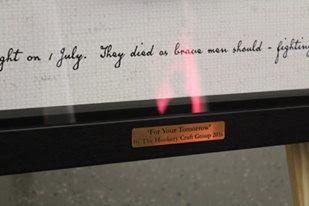 ght on 1 July. They died as brave men should - fighting
'For Your Tomorrow'
by The Hookery Craft Group 2016